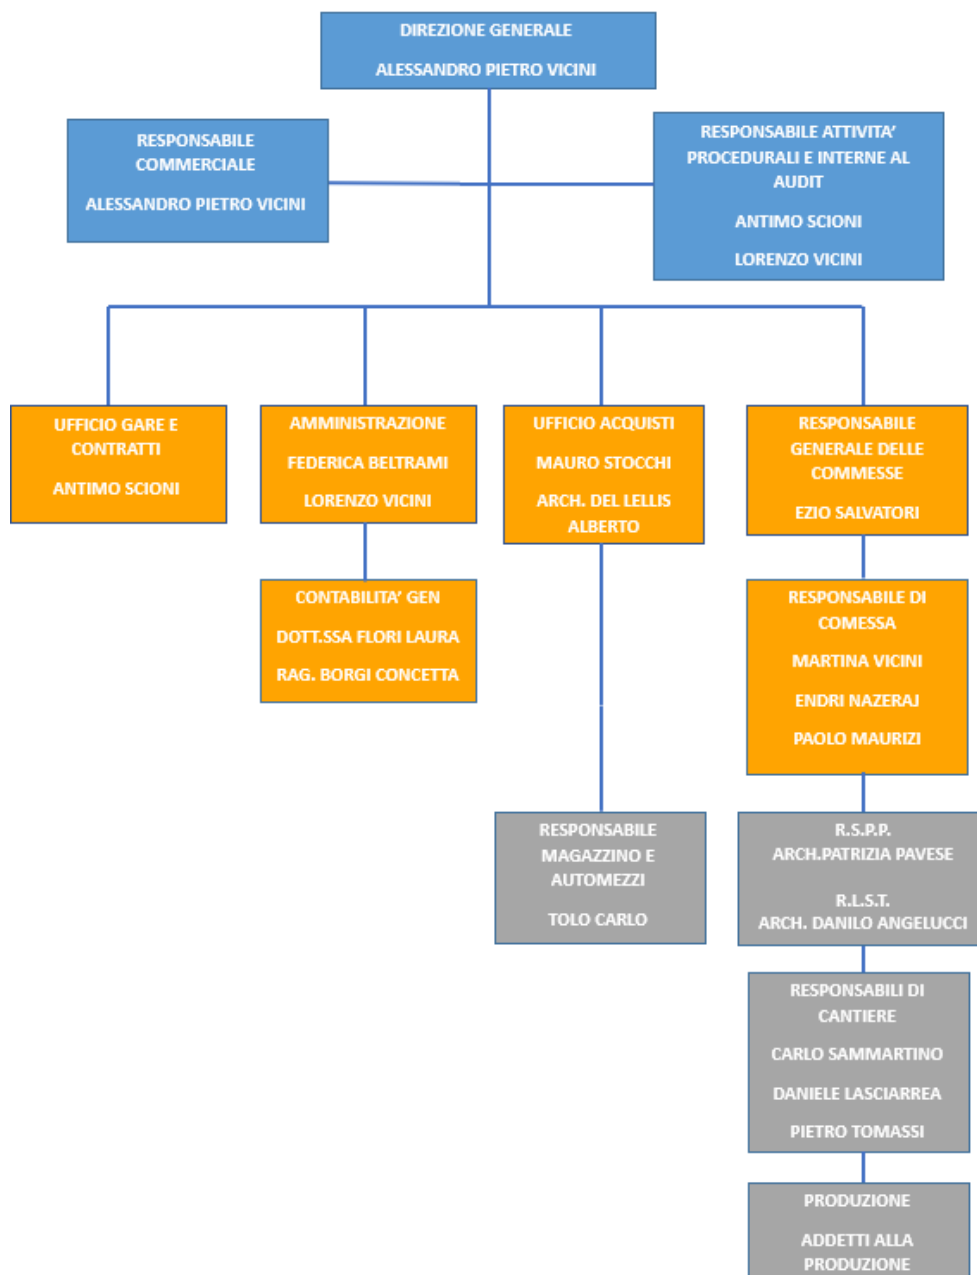 DIREZIONE GENERALE
ALESSANDRO PIETRO VICINI
RESPONSABILE
COMMERCIALE
ALESSANDRO PIETRO VICINI
RESPONSABILE ATTIVITA’
PROCEDURALI E INTERNE AL
AUDIT
ANTIMO SCIONI
LORENZO VICINI
UFFICIO GARE E
CONTRATTI
ANTIMO SCIONI
AMMINISTRAZIONE
FEDERICA BELTRAMI
LORENZO VICINI
UFFICIO ACQUISTI
MAURO STOCCHI
ARCH. DEL LELLIS
ALBERTO
RESPONSABILE
GENERALE DELLE
COMMESSE
EZIO SALVATORI
CONTABILITA’ GEN
DOTT.SSA FLORI LAURA
RAG. BORGI CONCETTA
RESPONSABILE DI
COMESSA
MARTINA VICINI
ENDRI NAZERAJ
PAOLO MAURIZI
RESPONSABILE
MAGAZZINO E
AUTOMEZZI
TOLO CARLO
R.S.P.P.
ARCH.PATRIZIA PAVESE
R.L.S.T.
ARCH. DANILO ANGELUCCI
RESPONSABILI DI
CANTIERE
CARLO SAMMARTINO
DANIELE LASCIARREA
PIETRO TOMASSI
PRODUZIONE
ADDETTI ALLA
PRODUZIONE